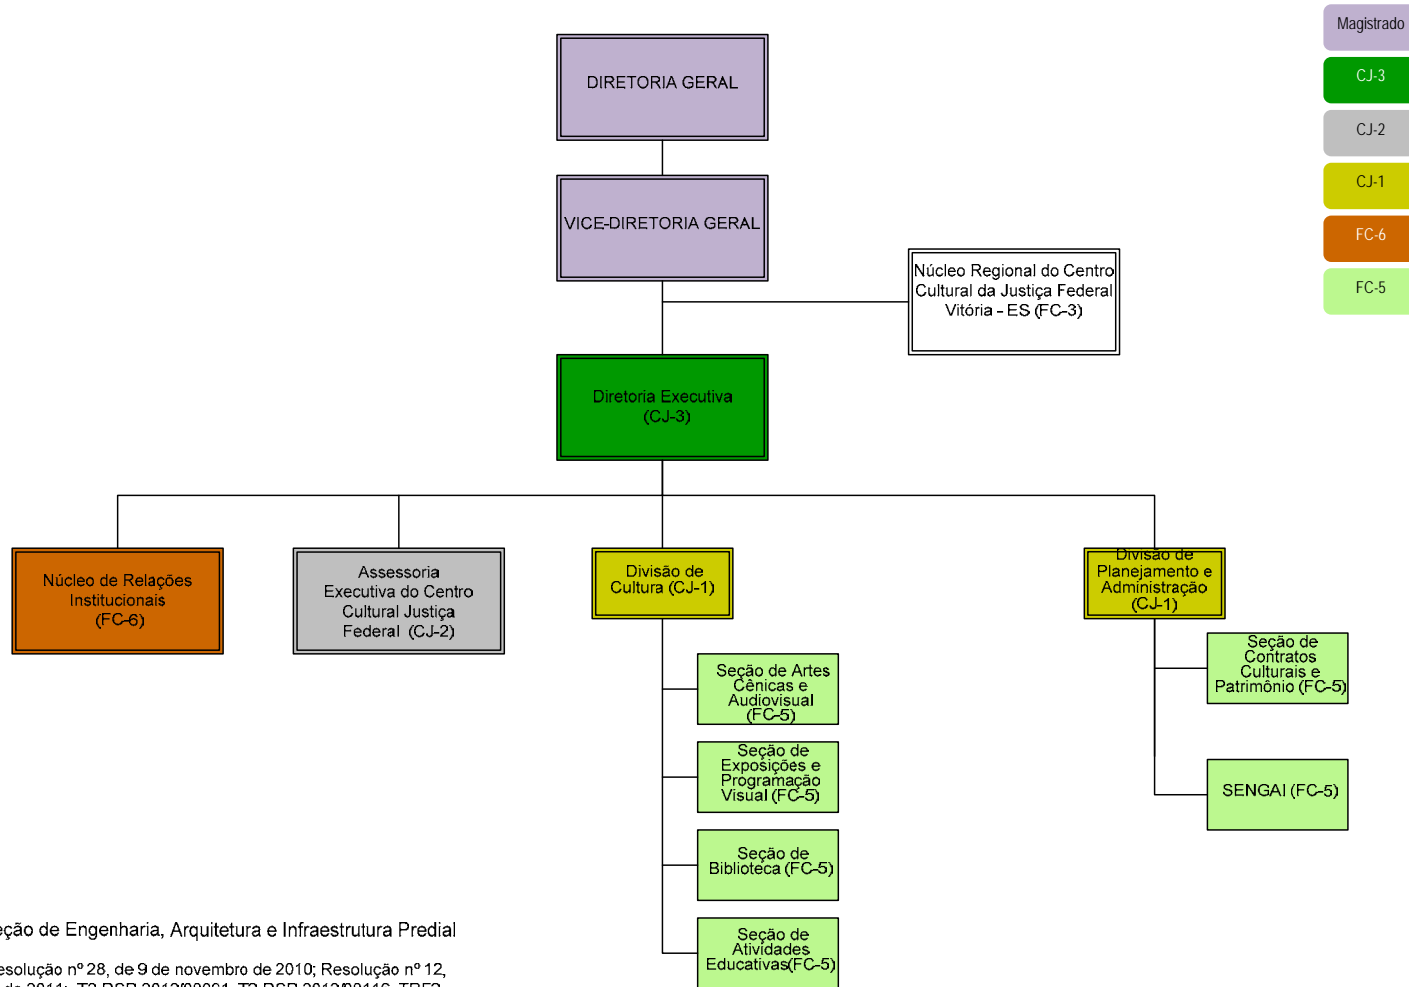 Magistrado
CJ-3
CJ-2
CJ-1
FC-6
FC-5
DIRETORIA GERAL
VICE-DIRETORIA GERAL
Núcleo Regional do Centro
Cultural da Justiça Federal
Vitória - ES (FC-3)
Diretoria Executiva
(CJ-3)
Núcleo de Relações
Institucionais
(FC-6)
Assessoria
Executiva do Centro
Cultural Justiça
Federal (CJ-2)
Divisão de
Cultura (CJ-1)
Divisão de
Planejamento e
Administração
(CJ-1)
Seção de Artes
Cênicas e
Audiovisual
(FC-5)
Seção de
Exposições e
Programação
Visual (FC-5)
Seção de
Biblioteca (FC-5)
Seção de
Atividades
Educativas(FC-5)
Seção de
Contratos
Culturais e
Patrimônio (FC-5)
SENGAI (FC-5)
eção de Engenharia, Arquitetura e Infraestrutura Predial
esolução nº 28, de 9 de novembro de 2010; Resolução nº 12,